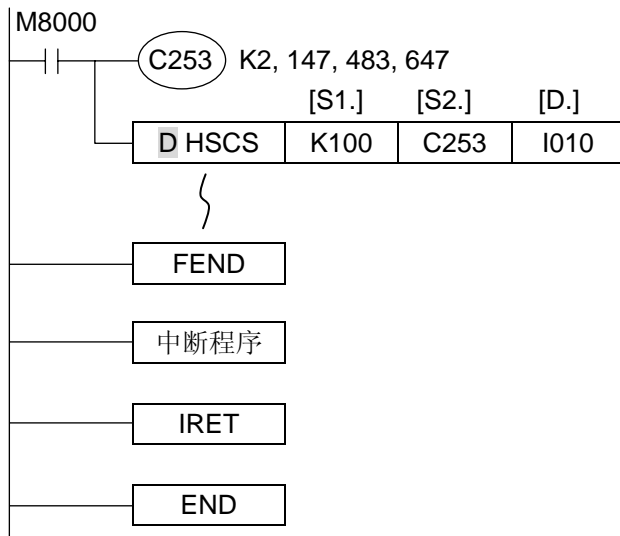 M8000
C253 K2, 147, 483, 647
[S1.] [S2.] [D.]
D HSCS K100 C253 I010
FEND
中断程序
IRET
END